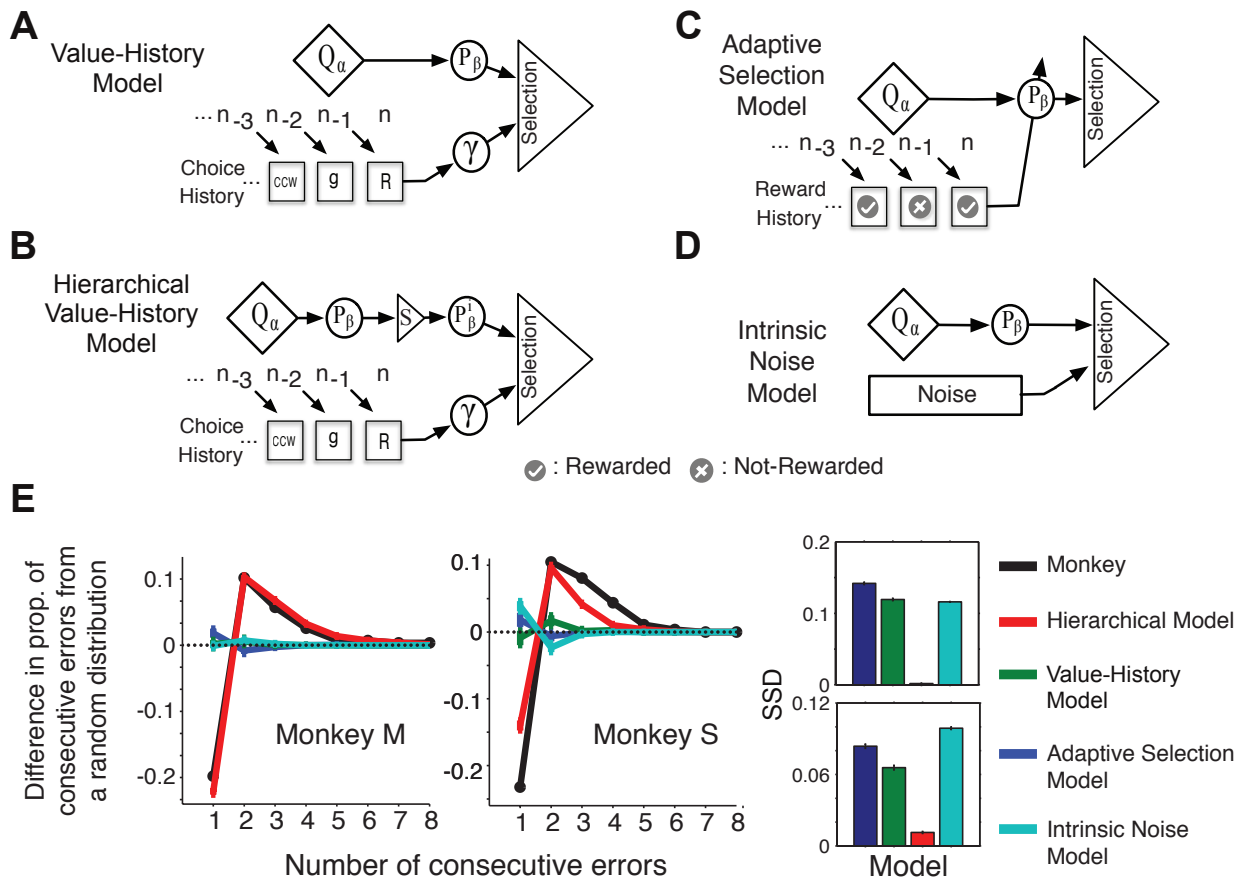 A
Value-History
Model
Qα
Pβ
Selection
... n-3 n-2 n-1 n
Choice
History
...
ccw
g
R
γ
B
Hierarchical
Value-History
Model
Qα
Pβ
S
Pβ¹
Selection
... n-3 n-2 n-1 n
Choice
History
...
ccw
g
R
γ
C
Adaptive
Selection
Model
Qα
Pβ
Selection
... n-3 n-2 n-1 n
Reward
History
...
D
Intrinsic
Noise
Model
Qα
Pβ
Selection
Noise
: Rewarded
: Not-Rewarded
E
Difference in prop. of
consecutive errors from
a random distribution
0.1
0
-0.1
-0.2
Monkey M
1 2 3 4 5 6 7 8
0.1
0
-0.1
-0.2
Monkey S
1 2 3 4 5 6 7 8
Number of consecutive errors
SSD
0.2
0.1
0
0.12
0.06
0
Model
Monkey
Hierarchical Model
Value-History
Model
Adaptive Selection
Model
Intrinsic Noise
Model